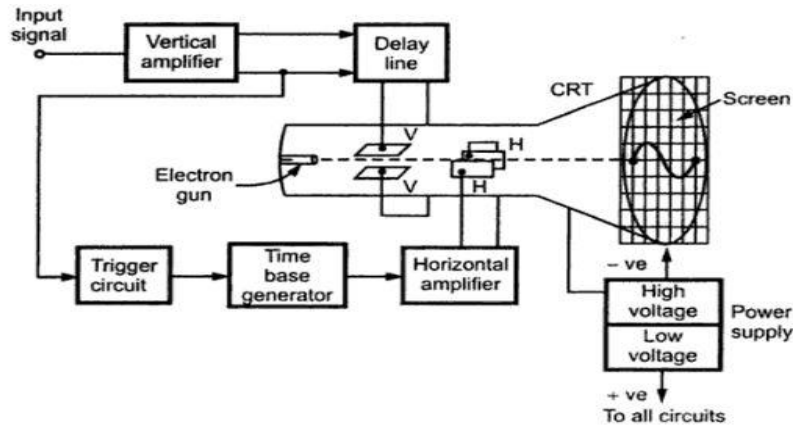 Input
signal
Vertical
amplifier
Delay
line
CRT
Screen
V
H
Electron
gun
V
H
Trigger
circuit
Time
base
generator
Horizontal
amplifier
- ve
High
voltage
Power
supply
Low
voltage
+ ve
To all circuits